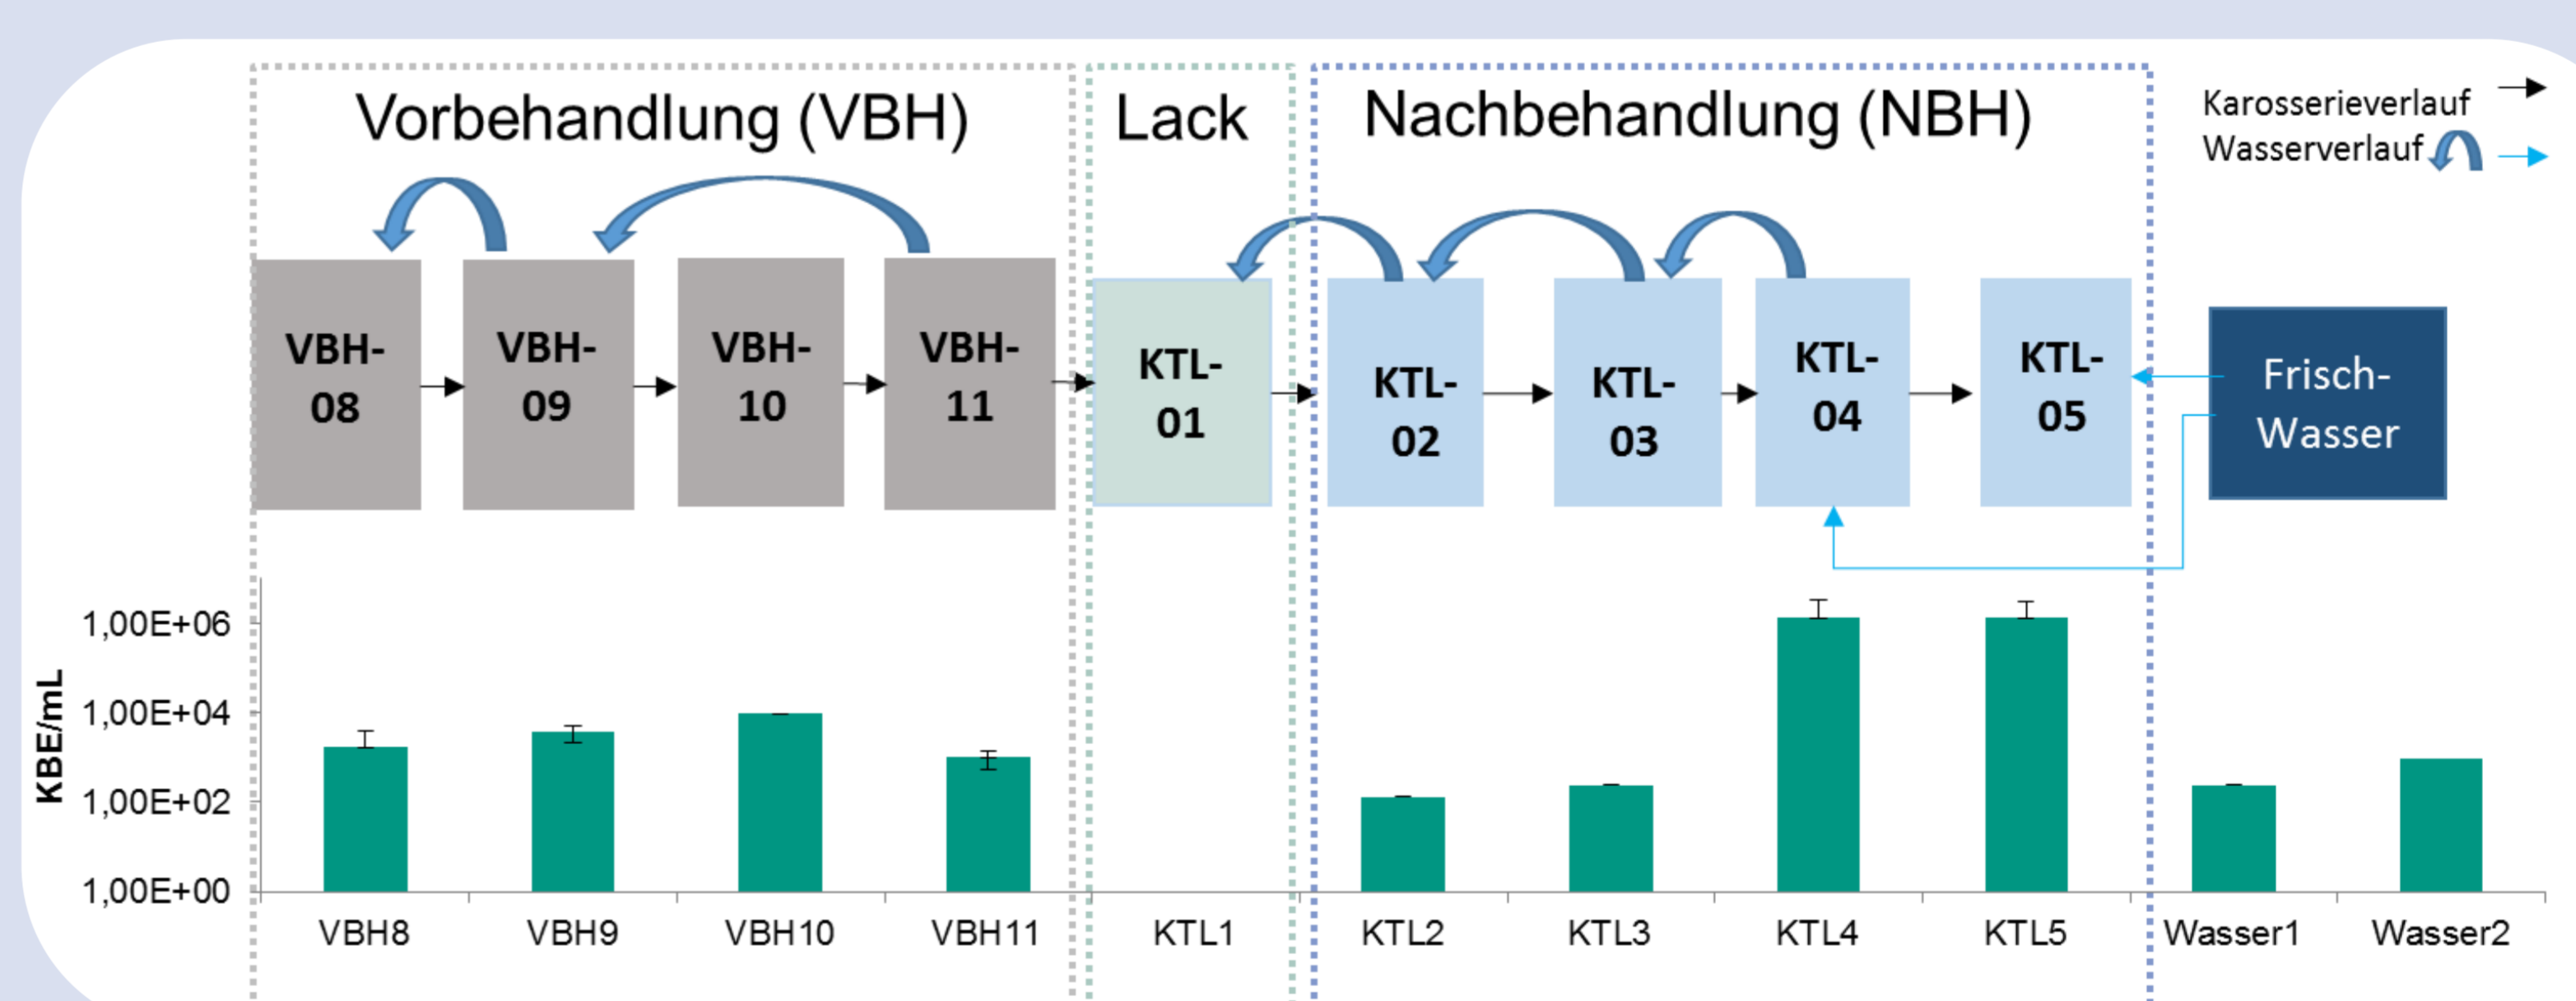 Vorbehandlung (VBH)
Lack
Nachbehandlung (NBH)
Karosserieverlauf
Wasserverlauf
VBH-
08
VBH-
09
VBH-
10
VBH-
11
KTL-
01
KTL-
02
KTL-
03
KTL-
04
KTL-
05
Frisch-
Wasser
KBE/mL
1,00E+06
1,00E+04
1,00E+02
1,00E+00
VBH8
VBH9
VBH10
VBH11
KTL1
KTL2
KTL3
KTL4
KTL5
Wasser1
Wasser2